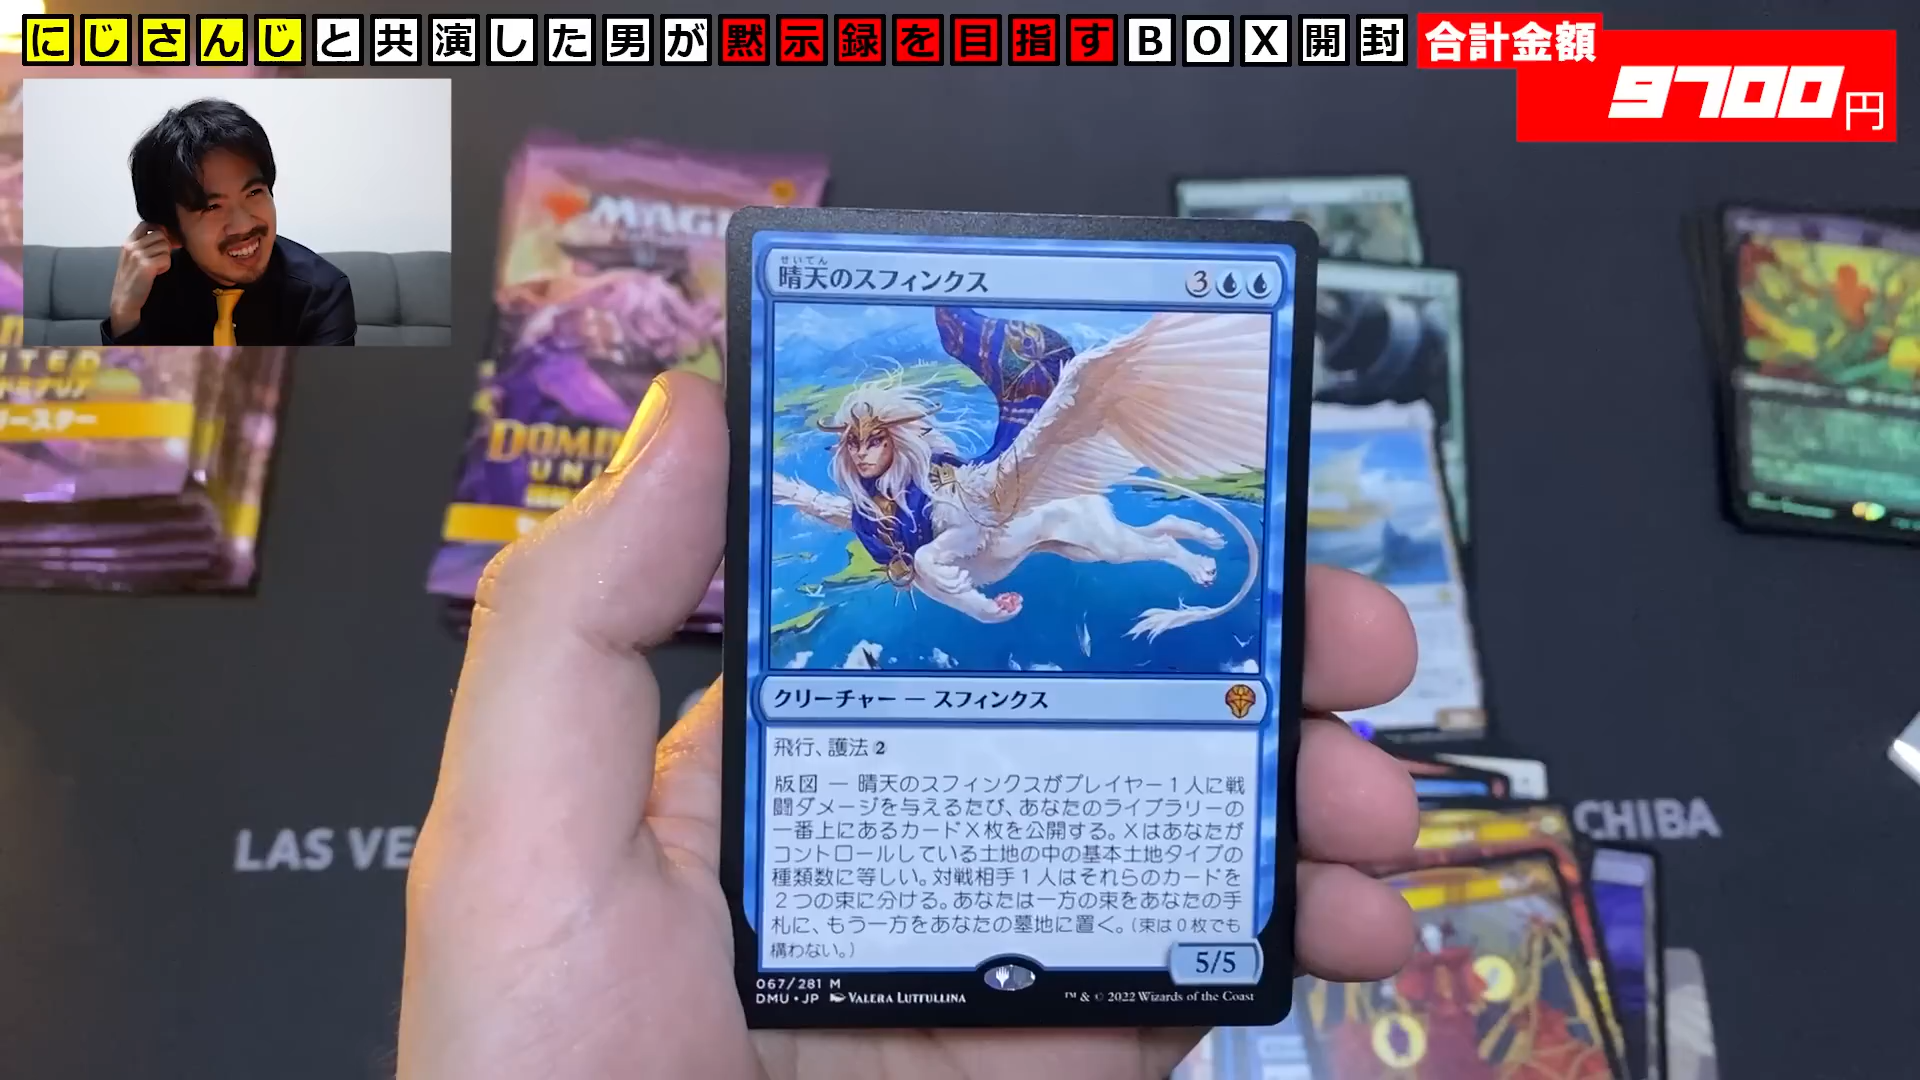 にじさんじと共演した男が黙示録を目指すBOX開封
合計金額
9700円
MAGI
DOMIN
UNI
ITED
LAS VE
CHIBA
せいてん
晴天のスフィンクス 3
クリーチャー ― スフィンクス
飛行、護法 2
版図 ― 晴天のスフィンクスがプレイヤー1人に戦
闘ダメージを与えるたび、あなたのライブラリーの
一番上にあるカードX枚を公開する。Xはあなたが
コントロールしている土地の中の基本土地タイプの
種類数に等しい。対戦相手1人はそれらのカードを
2つの束に分ける。あなたは一方の束をあなたの手
札に、もう一方をあなたの墓地に置く。(束は0枚でも
構わない。)
5/5
067/281 M
DMU • JP VALERA LUTFULLINA
™ & © 2022 Wizards of the Coast